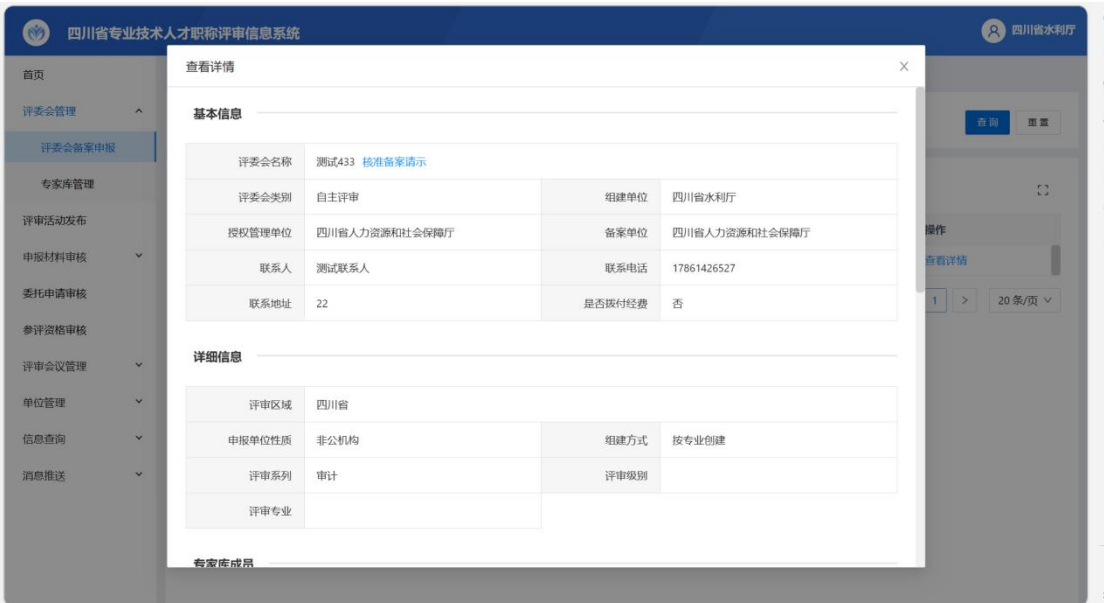 四川省专业技术人才职称评审信息系统
四川省水利厅
首页
评委会管理
评委会备案申报
专家库管理
评审活动发布
申报材料审核
委托申请审核
参评资格审核
评审会议管理
单位管理
信息查询
消息推送
查询 重置
操作
查看详情
1 > 20 条/页
查看详情
基本信息
评委会名称 测试433 核准备案请示
评委会类别 自主评审 组建单位 四川省水利厅
授权管理单位 四川省人力资源和社会保障厅 备案单位 四川省人力资源和社会保障厅
联系人 测试联系人 联系电话 17861426527
联系地址 22 是否拨付经费 否
详细信息
评审区域 四川省
申报单位性质 非公机构 组建方式 按专业创建
评审系列 审计 评审级别
评审专业
专家库成员